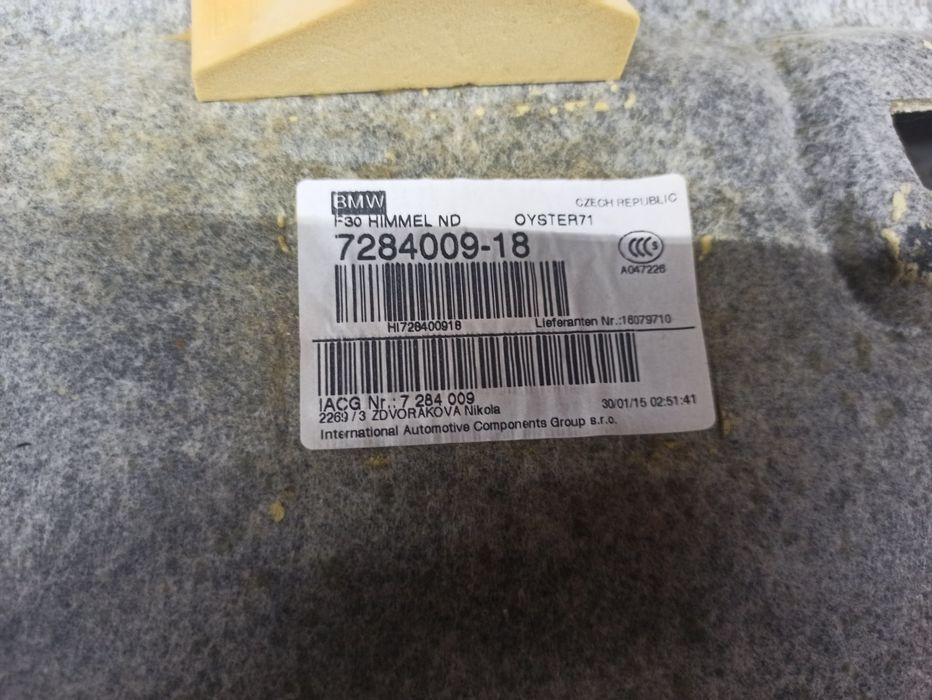 BMW
CZECH REPUBLIC
F30 HIMMEL ND OYSTER71
7284009-18
CCC S
A047226
HI728400918
Lieferanten Nr.:16079710
IACG Nr.: 7 284 009
2269 / 3 ZDVORAKOVA Nikola
30/01/15 02:51:41
International Automotive Components Group s.r.o.